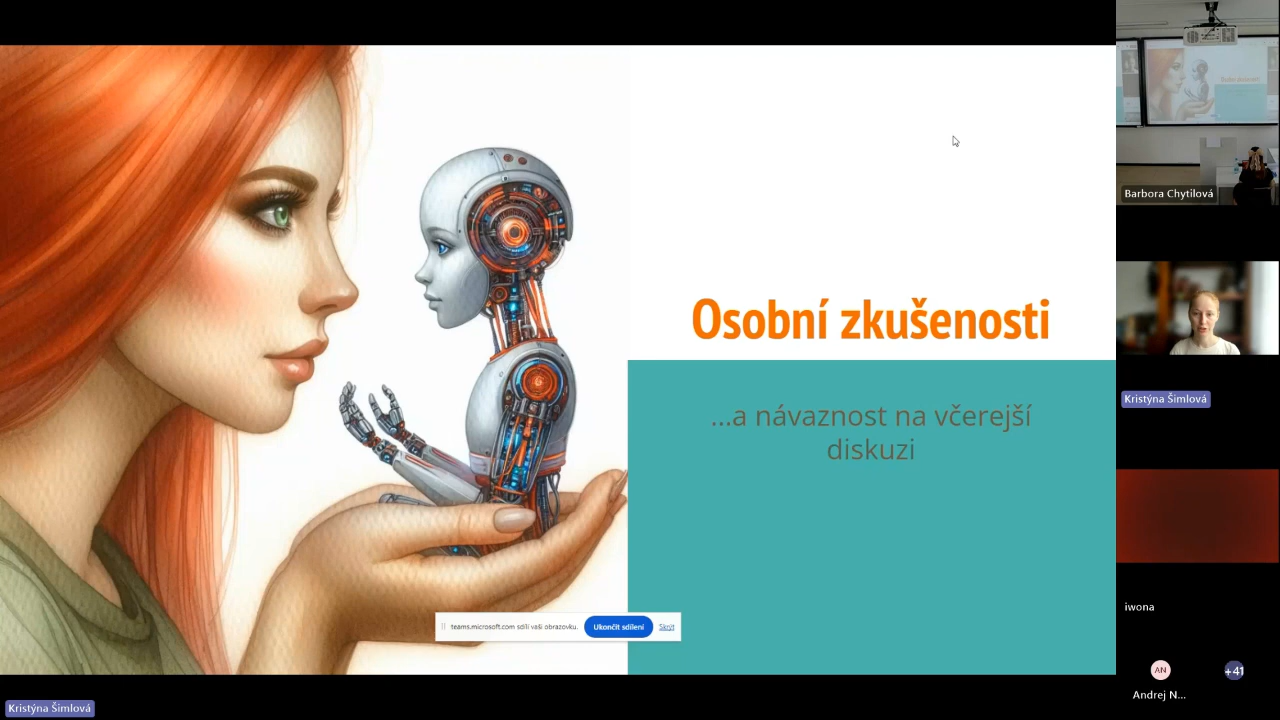 Osobní zkušenosti
...a návaznost na včerejší
diskuzi
teams.microsoft.com sdílí vaši obrazovku.
Ukončit sdílení
Skrýt
Kristýna Šimlová
Barbora Chytilová
Kristýna Šimlová
iwona
AN
+41
Andrej N...